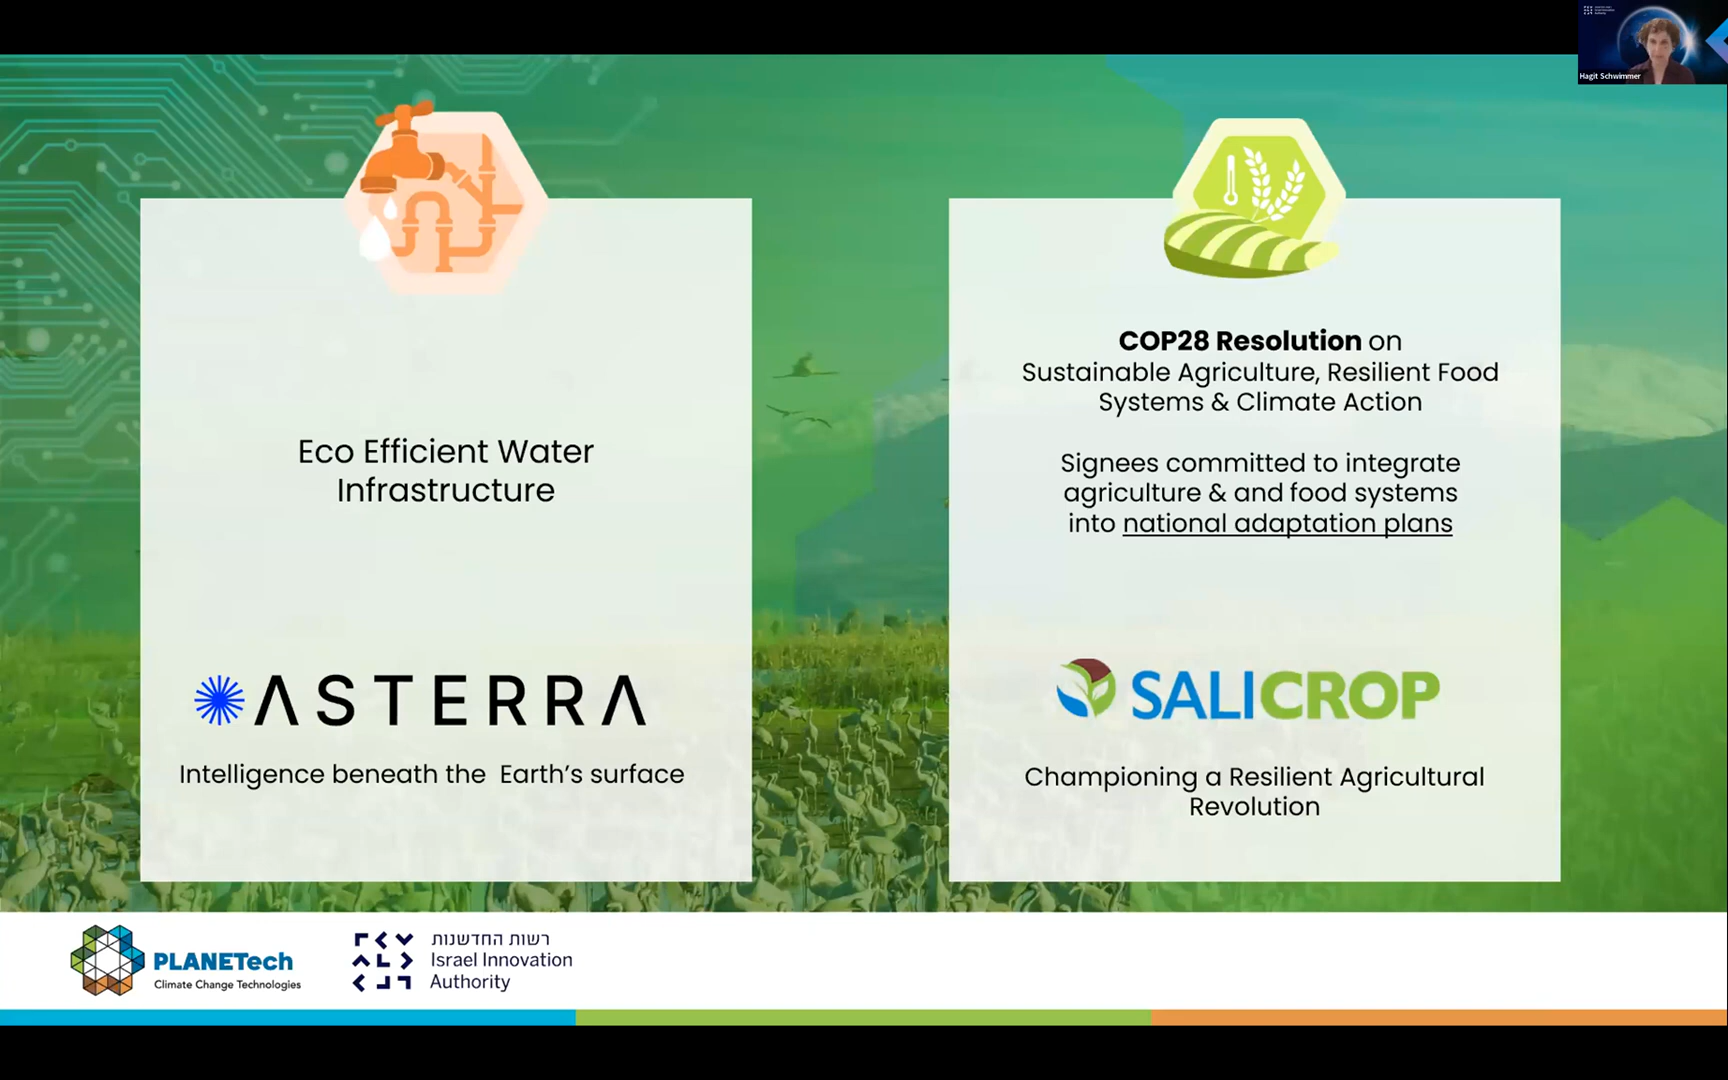 Hagit Schwimmer
Eco Efficient Water
Infrastructure
ASTERRA
Intelligence beneath the Earth's surface
COP28 Resolution on
Sustainable Agriculture, Resilient Food
Systems & Climate Action
Signees committed to integrate
agriculture & and food systems
into national adaptation plans
SALICROP
Championing a Resilient Agricultural
Revolution
PLANETech
Climate Change Technologies
רשות החדשנות
Israel Innovation
Authority